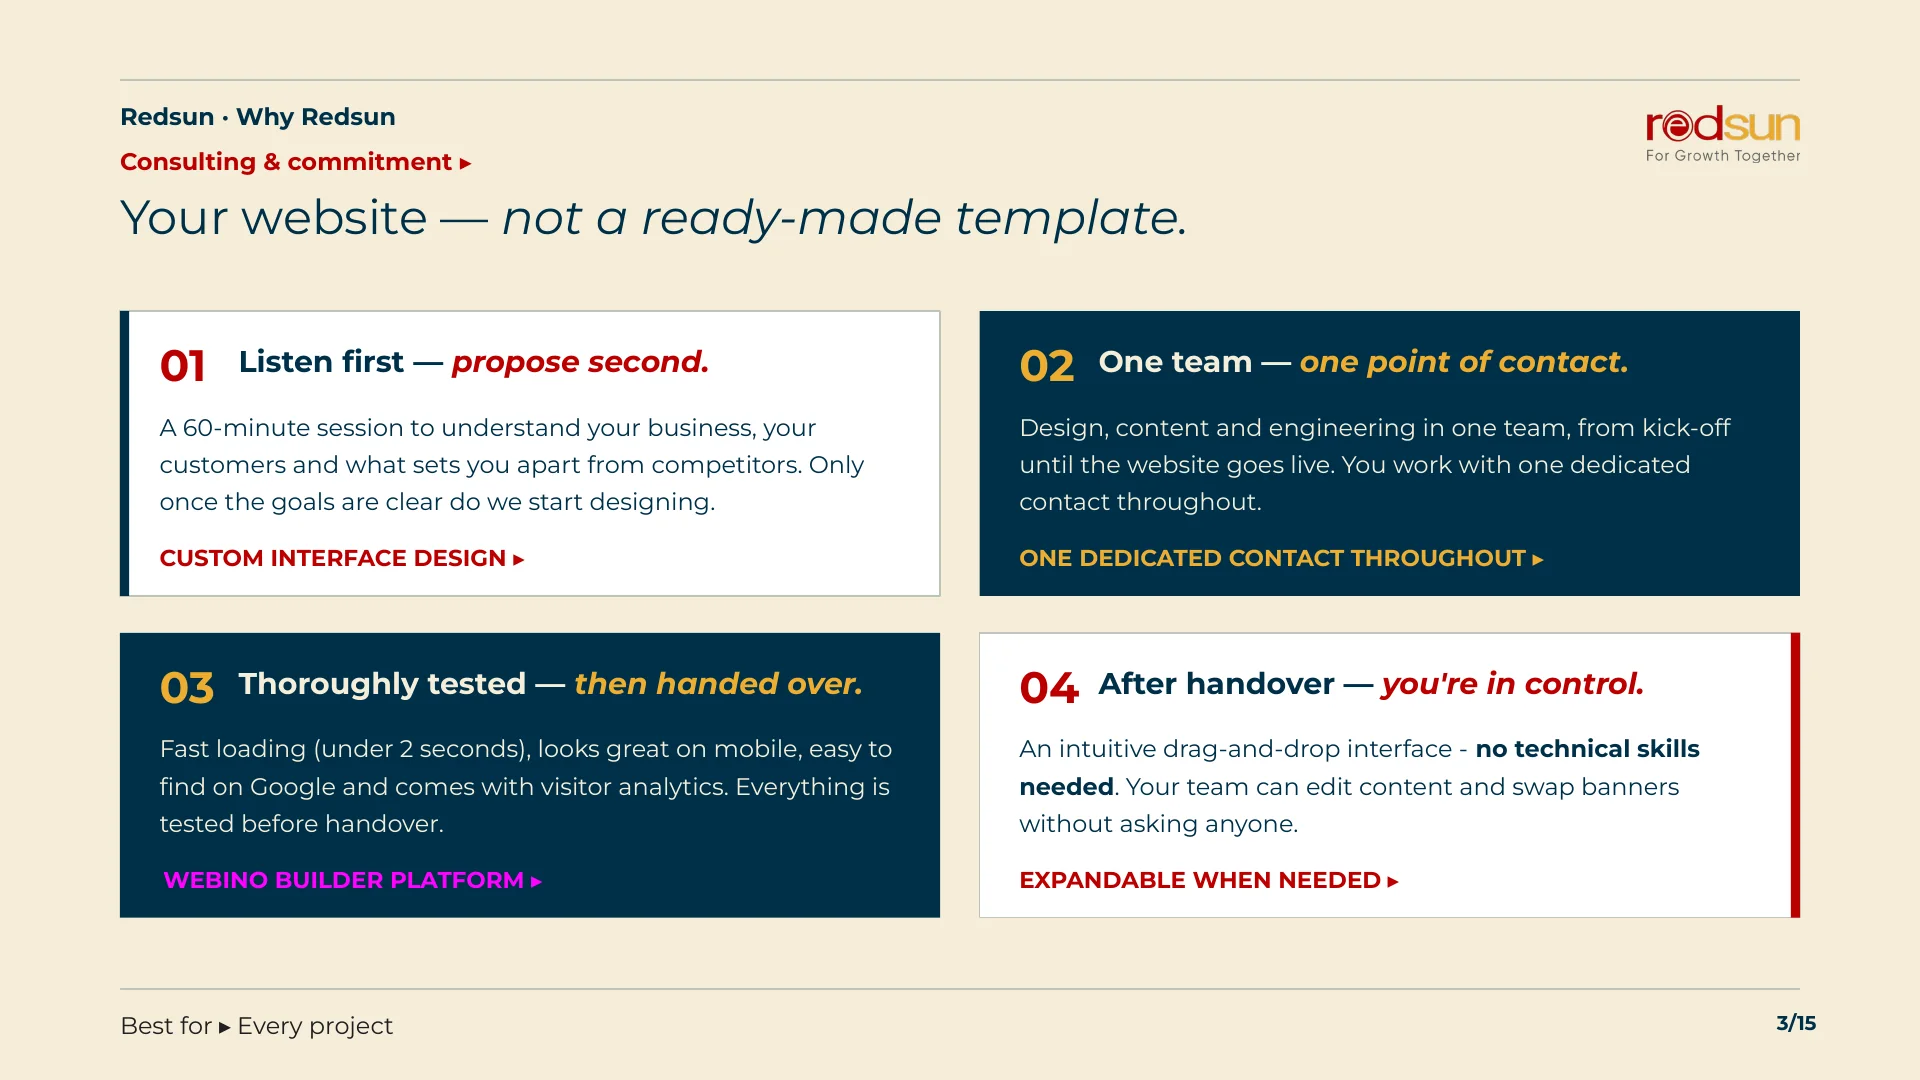 Redsun · Why Redsun
Consulting & commitment ▸
redsun
For Growth Together
Your website — not a ready-made template.
01 Listen first — propose second.
A 60-minute session to understand your business, your
customers and what sets you apart from competitors. Only
once the goals are clear do we start designing.
CUSTOM INTERFACE DESIGN ▸
02 One team — one point of contact.
Design, content and engineering in one team, from kick-off
until the website goes live. You work with one dedicated
contact throughout.
ONE DEDICATED CONTACT THROUGHOUT ▸
03 Thoroughly tested — then handed over.
Fast loading (under 2 seconds), looks great on mobile, easy to
find on Google and comes with visitor analytics. Everything is
tested before handover.
WEBINO BUILDER PLATFORM ▸
04 After handover — you're in control.
An intuitive drag-and-drop interface - no technical skills
needed. Your team can edit content and swap banners
without asking anyone.
EXPANDABLE WHEN NEEDED ▸
Best for ▸ Every project
3/15